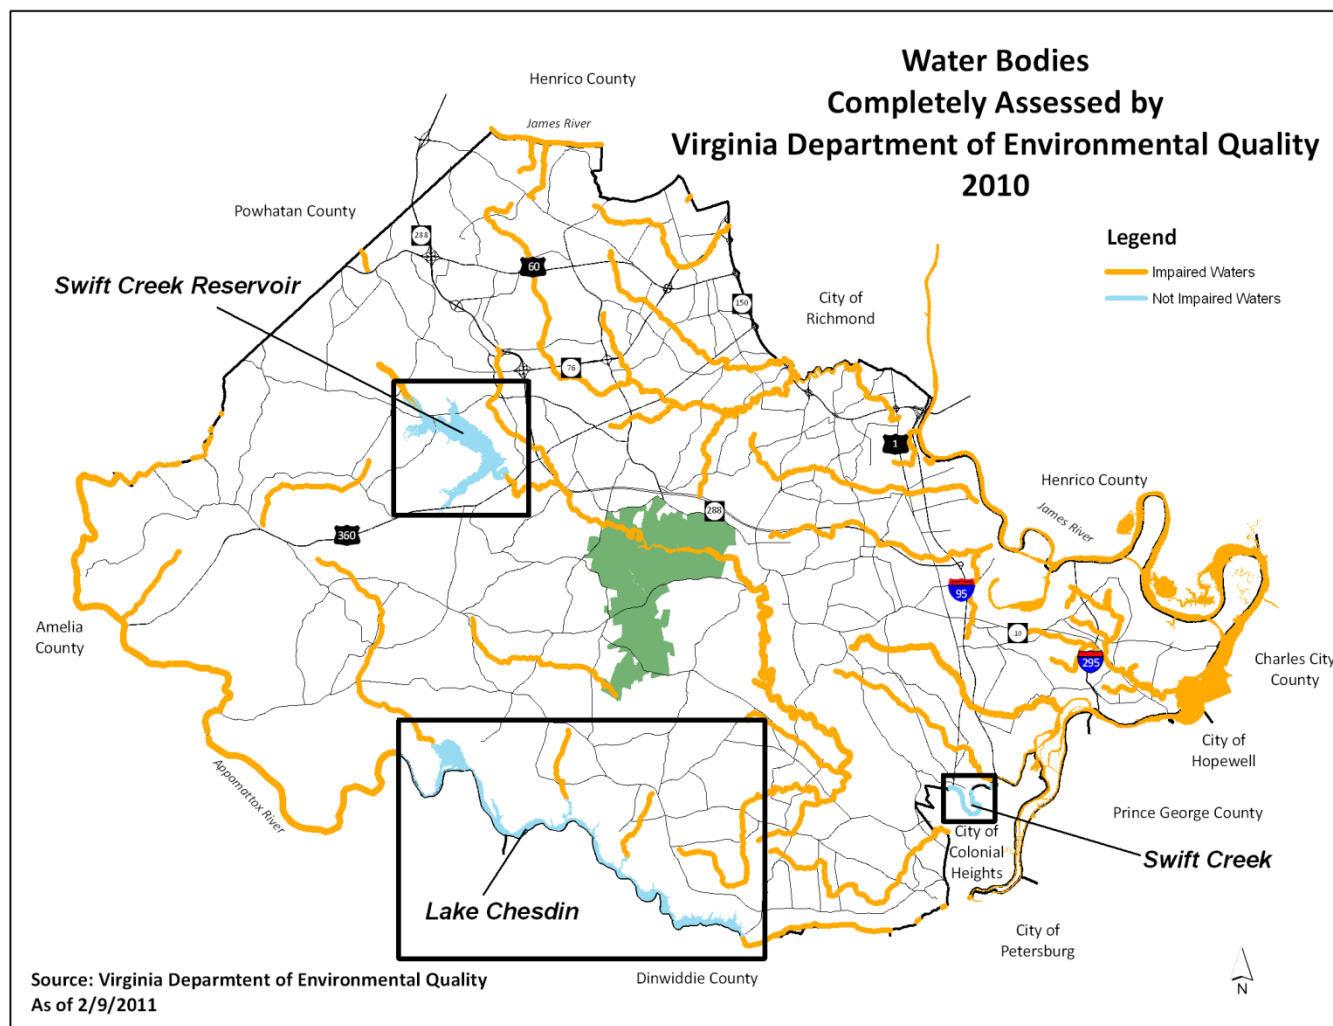 Water Bodies
Completely Assessed by
Virginia Department of Environmental Quality
2010
Henrico County
James River
Powhatan County
288
Legend
Impaired Waters
Not Impaired Waters
Swift Creek Reservoir
60
150
City of
Richmond
76
1
Henrico County
James River
288
360
95
10
295
Amelia
County
Charles City
County
City of
Hopewell
Appomattox River
Prince George County
City of
Colonial
Heights
Swift Creek
Lake Chesdin
City of
Petersburg
Dinwiddie County
Source: Virginia Deparmtent of Environmental Quality
As of 2/9/2011
N